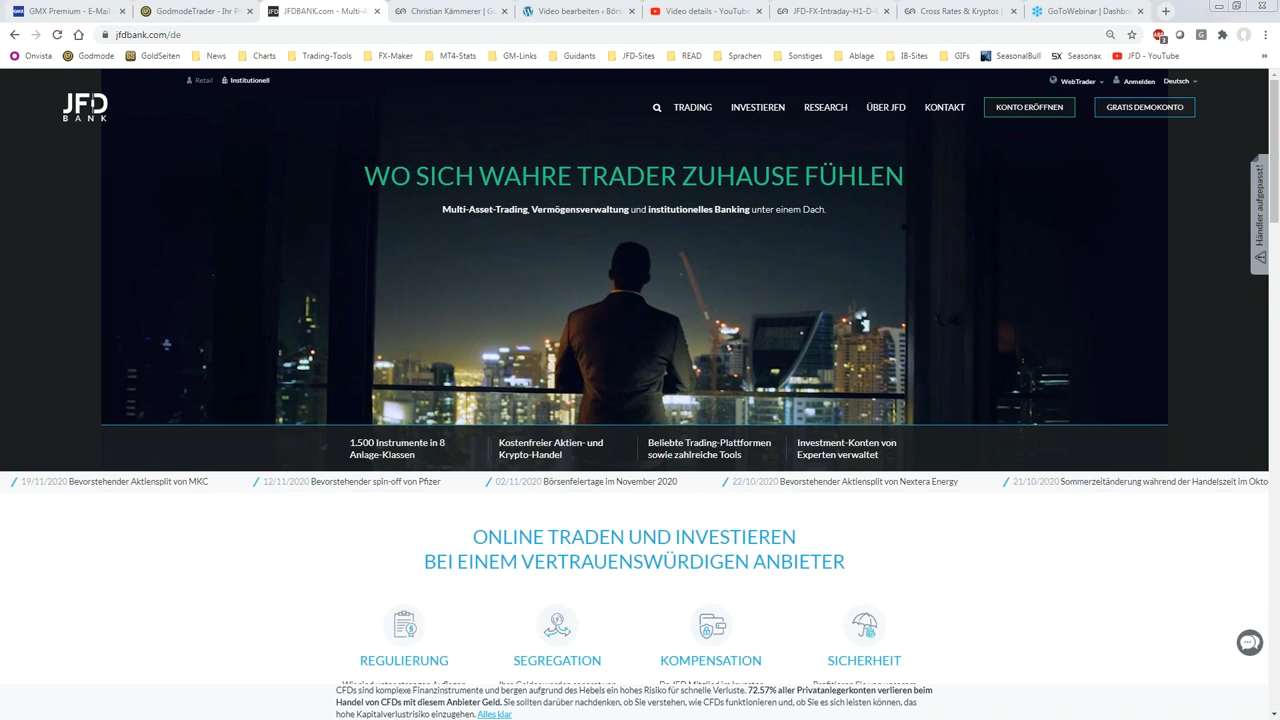 GMX Premium - E-Mail
GodmodeTrader - Ihr P
JFDBANK.com - Multi-A
Christian Kämmerer | G
Video bearbeiten ‹ Börs
Video details - YouTube
JFD-FX-Intraday-H1-D-
Cross Rates & Kryptos |
GoToWebinar | Dashbo
jfdbank.com/de
Onvista
Godmode
GoldSeiten
News
Charts
Trading-Tools
FX-Maker
MT4-Stats
GM-Links
Guidants
JFD-Sites
READ
Sprachen
Sonstiges
Ablage
IB-Sites
GIFs
SeasonalBull
Seasonax
JFD - YouTube
Retail
Institutionell
WebTrader
Anmelden
Deutsch
JFD
BANK
TRADING
INVESTIEREN
RESEARCH
ÜBER JFD
KONTAKT
KONTO ERÖFFNEN
GRATIS DEMOKONTO
WO SICH WAHRE TRADER ZUHAUSE FÜHLEN
Multi-Asset-Trading, Vermögensverwaltung und institutionelles Banking unter einem Dach.
Händler aufgepasst!
1.500 Instrumente in 8
Anlage-Klassen
Kostenfreier Aktien- und
Krypto-Handel
Beliebte Trading-Plattformen
sowie zahlreiche Tools
Investment-Konten von
Experten verwaltet
19/11/2020 Bevorstehender Aktiensplit von MKC
12/11/2020 Bevorstehender spin-off von Pfizer
02/11/2020 Börsenfeiertage im November 2020
22/10/2020 Bevorstehender Aktiensplit von Nextera Energy
21/10/2020 Sommerzeitänderung während der Handelszeit im Okto
ONLINE TRADEN UND INVESTIEREN
BEI EINEM VERTRAUENSWÜRDIGEN ANBIETER
REGULIERUNG
SEGREGATION
KOMPENSATION
SICHERHEIT
CFDs sind komplexe Finanzinstrumente und bergen aufgrund des Hebels ein hohes Risiko für schnelle Verluste. 72.57% aller Privatanlegerkonten verlieren beim
Handel von CFDs mit diesem Anbieter Geld. Sie sollten darüber nachdenken, ob Sie verstehen, wie CFDs funktionieren und, ob Sie es sich leisten können, das
hohe Kapitalverlustrisiko einzugehen. Alles klar